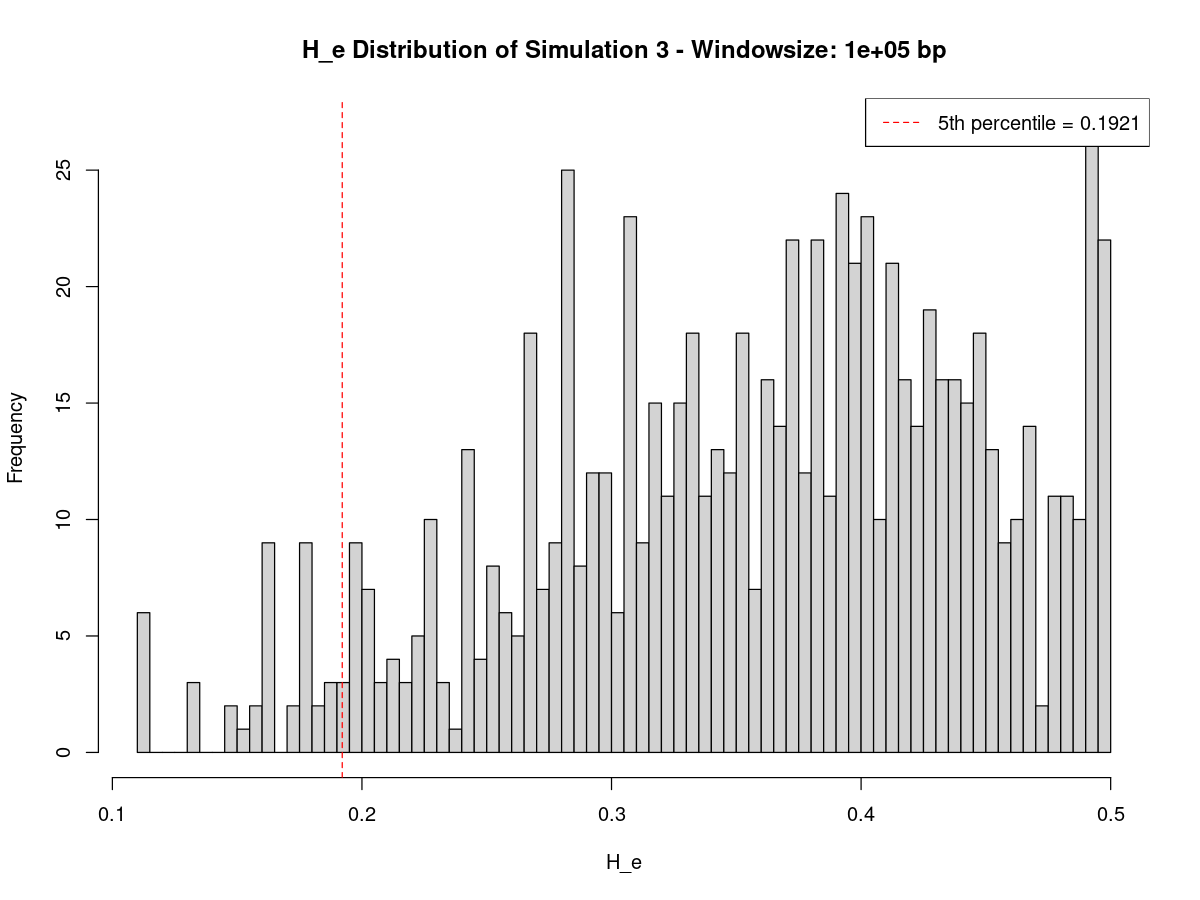 H_e Distribution of Simulation 3 - Windowsize: 1e+05 bp
5th percentile = 0.1921
Frequency
25
20
15
10
5
0
0.1 0.2 0.3 0.4 0.5
H_e